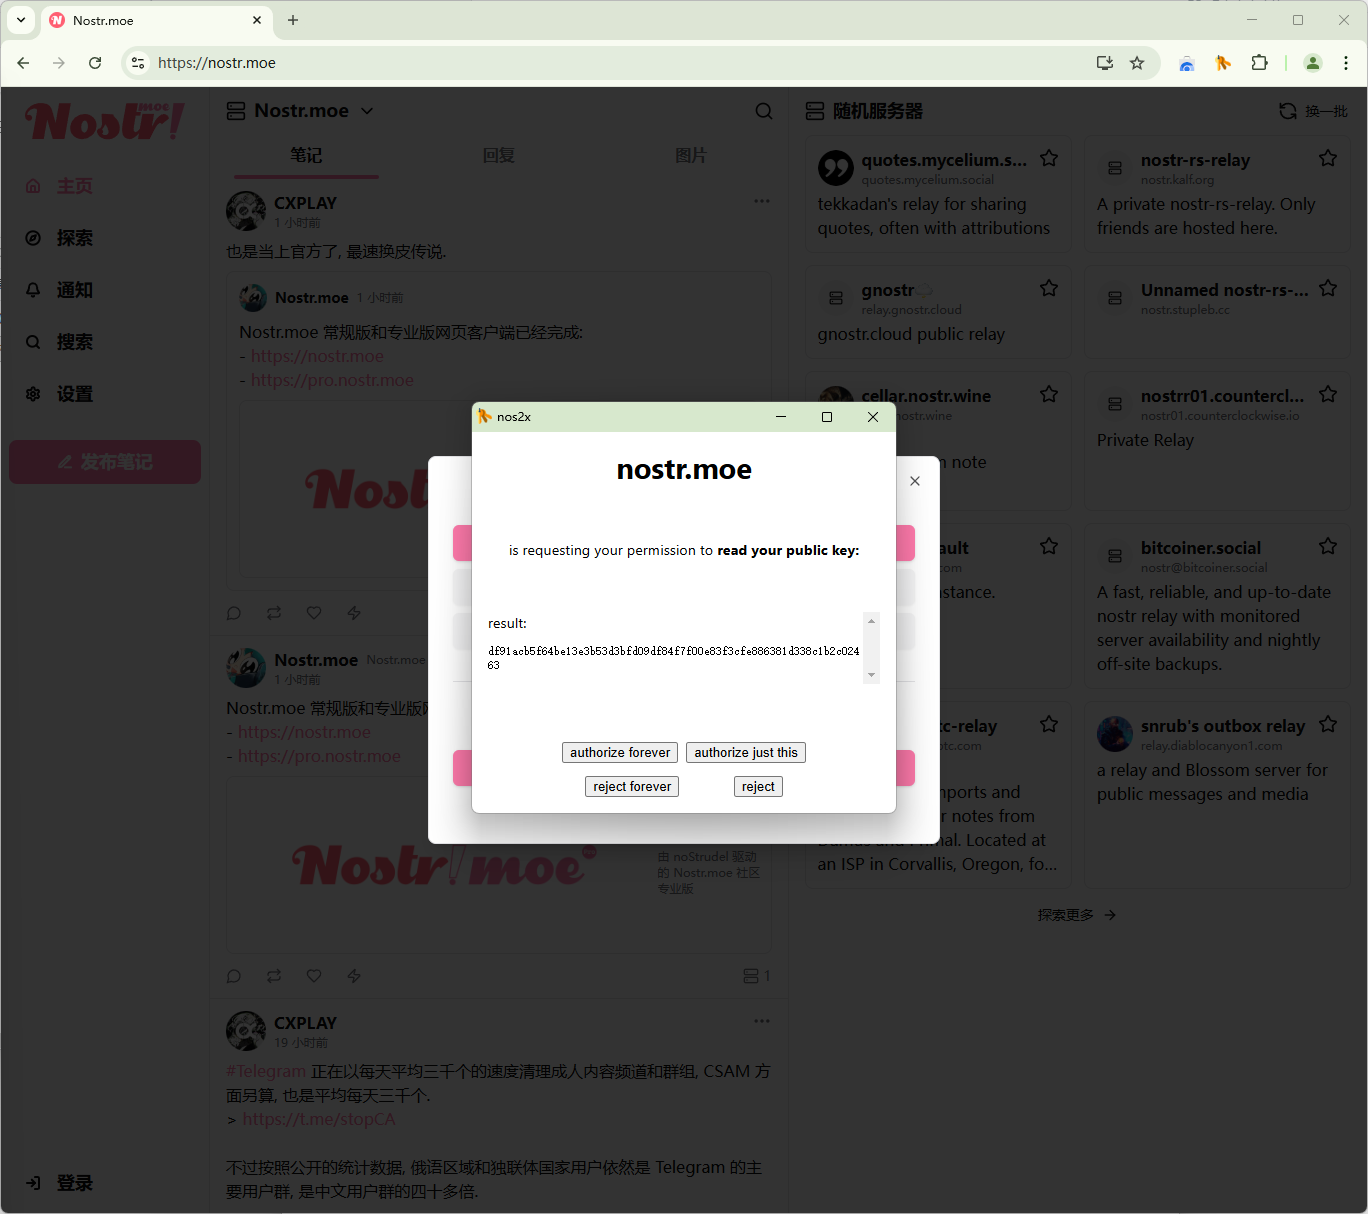 Nostr.moe
https://nostr.moe
Nostr!
moe
主页
探索
通知
搜索
设置
发布笔记
登录
Nostr.moe
笔记
回复
图片
CXPLAY
1 小时前
也是当上官方了, 最速换皮传说.
Nostr.moe 1 小时前
Nostr.moe 常规版和专业版网页客户端已经完成:
- https://nostr.moe
- https://pro.nostr.moe
Nost
Nostr.moe Nostr.moe
1 小时前
Nostr.moe 常规版和专业版网
- https://nostr.moe
- https://pro.nostr.moe
Nostr!moe
由 noStrudel 驱动
的 Nostr.moe 社区
专业版
1
CXPLAY
19 小时前
#Telegram 正在以每天平均三千个的速度清理成人内容频道和群组, CSAM 方
面另算, 也是平均每天三千个.
> https://t.me/stopCA
不过按照公开的统计数据, 俄语区域和独联体国家用户依然是 Telegram 的主
要用户群, 是中文用户群的四十多倍.
随机服务器
换一批
quotes.mycelium.s...
quotes.mycelium.social
tekkadan's relay for sharing
quotes, often with attributions
nostr-rs-relay
nostr.kalf.org
A private nostr-rs-relay. Only
friends are hosted here.
gnostr
relay.gnostr.cloud
gnostr.cloud public relay
Unnamed nostr-rs-...
nostr.stupleb.cc
cellar.nostr.wine
nostr.wine
note
nostrr01.countercl...
nostr01.counterclockwise.io
Private Relay
ault
com
stance.
bitcoiner.social
nostr@bitcoiner.social
A fast, reliable, and up-to-date
nostr relay with monitored
server availability and nightly
off-site backups.
tc-relay
otc.com
mports and
r notes from
Damus and Primal. Located at
an ISP in Corvallis, Oregon, fo...
snrub's outbox relay
relay.diablocanyon1.com
a relay and Blossom server for
public messages and media
探索更多
nos2x
nostr.moe
is requesting your permission to read your public key:
result:
df91acb5f64be13e3b53d3bfd09df84f7f00e83f3cfe886381d338c1b2c024
63
authorize forever
authorize just this
reject forever
reject